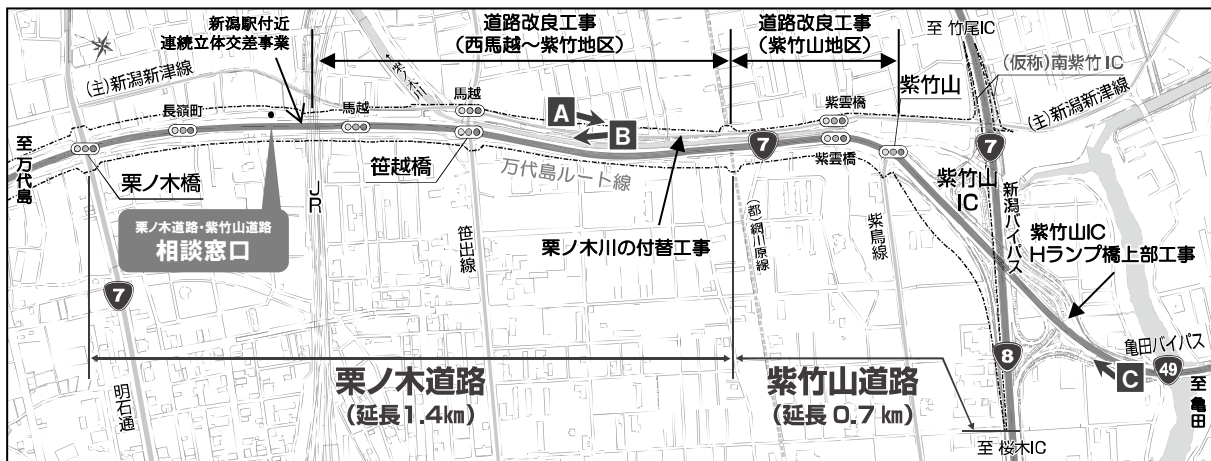 新潟駅付近
連続立体交差事業
道路改良工事
(西馬越~紫竹地区)
道路改良工事
(紫竹山地区)
至 竹尾IC
(仮称)南紫竹IC
(主)新潟新津線
(主)新潟新津線
栗ノ木川
紫竹山
長嶺町
馬越
馬越
A
B
紫雲橋
紫雲橋
7
7
至 万代島
栗ノ木橋
JR
笹越橋
万代島ルート線
紫竹山
IC
新潟バイパス
栗ノ木道路・紫竹山道路
相談窓口
笹出線
栗ノ木川の付替工事
(都)網川原線
紫鳥線
紫竹山IC
Hランプ橋上部工事
7
明石通
栗ノ木道路
(延長1.4km)
紫竹山道路
(延長 0.7 km)
8
亀田バイパス
C
49
至 亀田
至 桜木IC